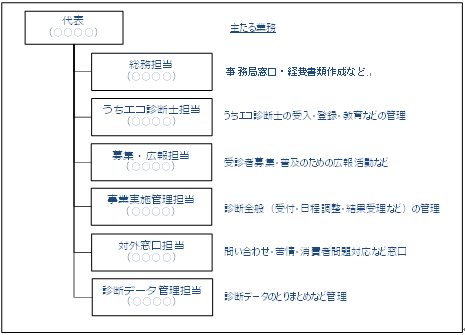 代表
(〇〇〇〇)
主たる業務
総務担当
(〇〇〇〇)
事務局窓口・経費書類作成など。
うちエコ診断士担当
(〇〇〇〇)
うちエコ診断士の受入・登録・教育などの管理
募集・広報担当
(〇〇〇〇)
受診者募集・普及のための広報活動など
事業実施管理担当
(〇〇〇〇)
診断全般（受付・日程調整・結果受理など）の管理
対外窓口担当
(〇〇〇〇)
問い合わせ・苦情・消費者問題対応など窓口
診断データ管理担当
(〇〇〇〇)
診断データのとりまとめなど管理